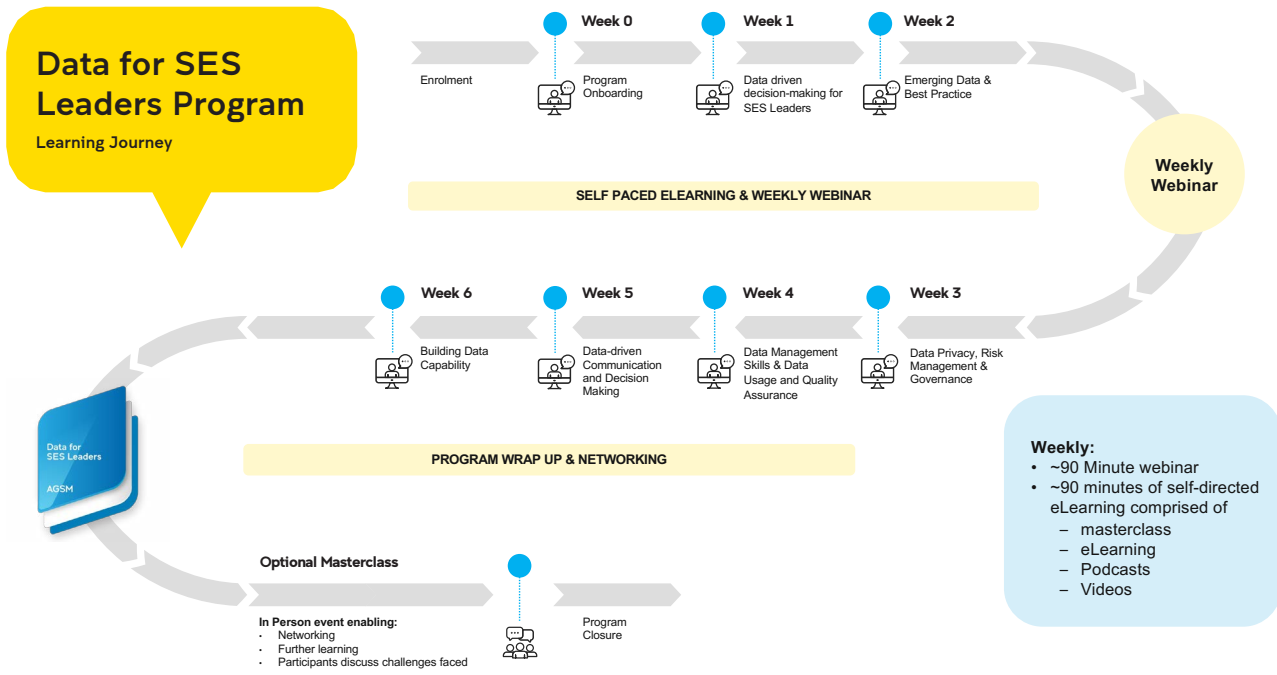 Data for SES
Leaders Program
Learning Journey
Week 0
Week 1
Week 2
Enrolment
Program
Onboarding
Data driven
decision-making for
SES Leaders
Emerging Data &
Best Practice
Weekly
Webinar
SELF PACED ELEARNING & WEEKLY WEBINAR
Week 6
Week 5
Week 4
Week 3
Building Data
Capability
Data-driven
Communication
and Decision
Making
Data Management
Skills & Data
Usage and Quality
Assurance
Data Privacy, Risk
Management &
Governance
Data for
SES Leaders
AGSM
PROGRAM WRAP UP & NETWORKING
Weekly:
• ~90 Minute webinar
• ~90 minutes of self-directed
eLearning comprised of
– masterclass
– eLearning
– Podcasts
– Videos
Optional Masterclass
In Person event enabling:
• Networking
• Further learning
• Participants discuss challenges faced
Program
Closure